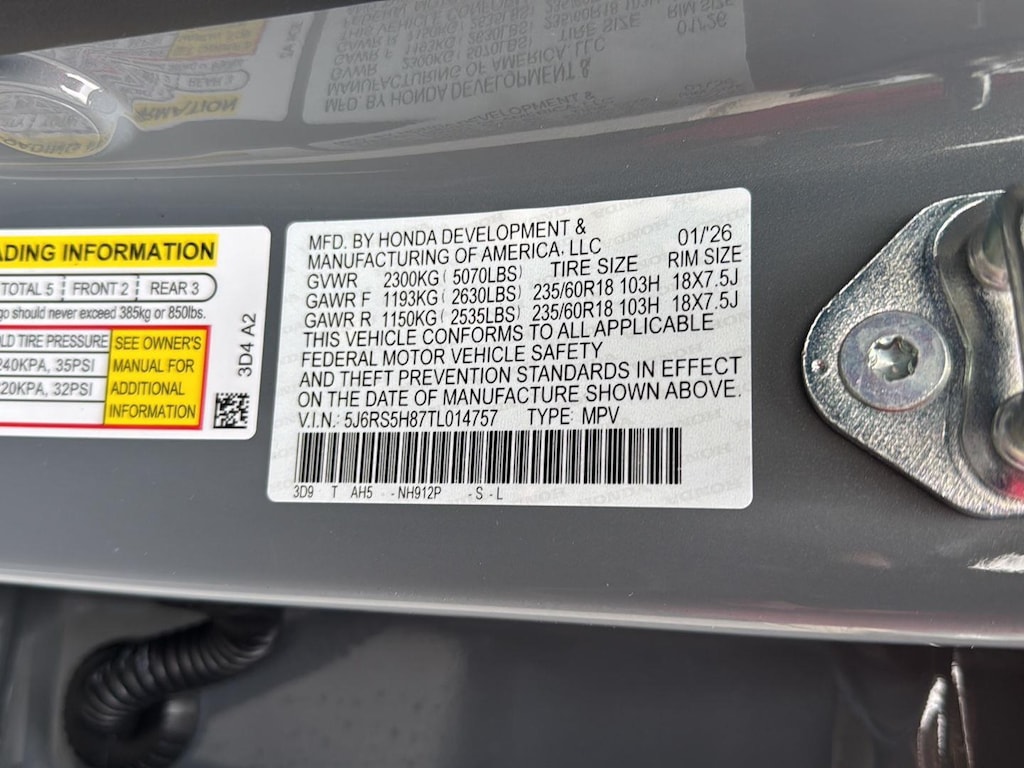 ADING INFORMATION
TOTAL 5 FRONT 2 REAR 3
go should never exceed 385kg or 850lbs.
LD TIRE PRESSURE
240KPA, 35PSI
20KPA, 32PSI
SEE OWNER'S
MANUAL FOR
ADDITIONAL
INFORMATION
3D4 A2
MFD. BY HONDA DEVELOPMENT &
MANUFACTURING OF AMERICA, LLC 01/'26
GVWR 2300KG ( 5070LBS) TIRE SIZE RIM SIZE
GAWR F 1193KG ( 2630LBS) 235/60R18 103H 18X7.5J
GAWR R 1150KG ( 2535LBS) 235/60R18 103H 18X7.5J
THIS VEHICLE CONFORMS TO ALL APPLICABLE
FEDERAL MOTOR VEHICLE SAFETY
AND THEFT PREVENTION STANDARDS IN EFFECT
ON THE DATE OF MANUFACTURE SHOWN ABOVE.
V.I.N.: 5J6RS5H87TL014757 TYPE: MPV
3D9 T AH5 - - NH912P - S - L